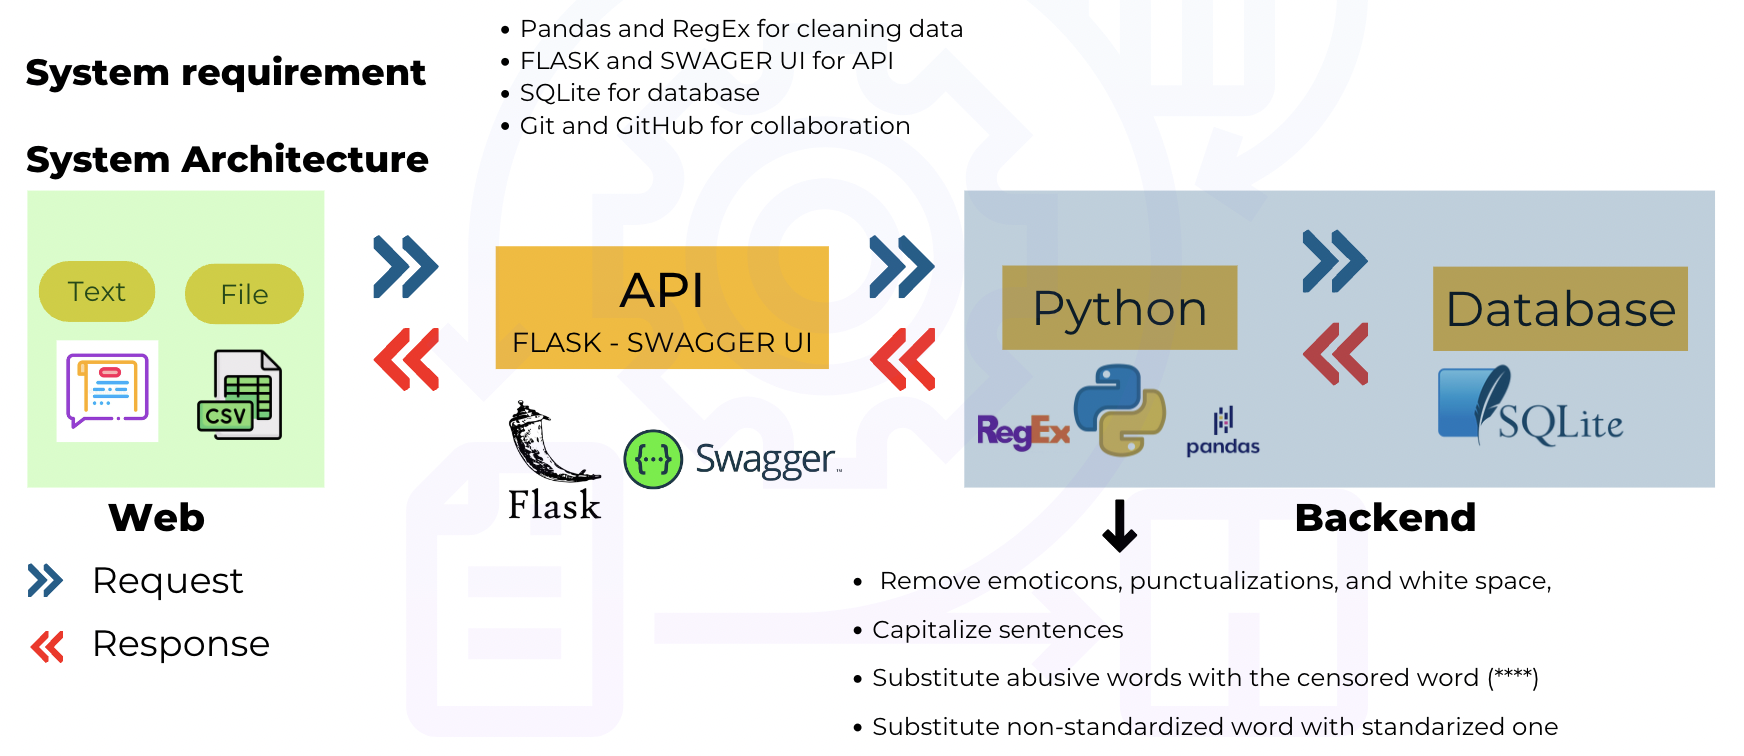 • Pandas and RegEx for cleaning data
System requirement
• FLASK and SWAGER UI for API
• SQLite for database
• Git and GitHub for collaboration
System Architecture
Text
File
CSV
API
FLASK - SWAGGER UI
Flask
{...} Swagger™
Python
RegEx
pandas
Database
SQLite
Web
Backend
Request
Response
• Remove emoticons, punctualizations, and white space,
• Capitalize sentences
• Substitute abusive words with the censored word (****)
• Substitute non-standardized word with standarized one